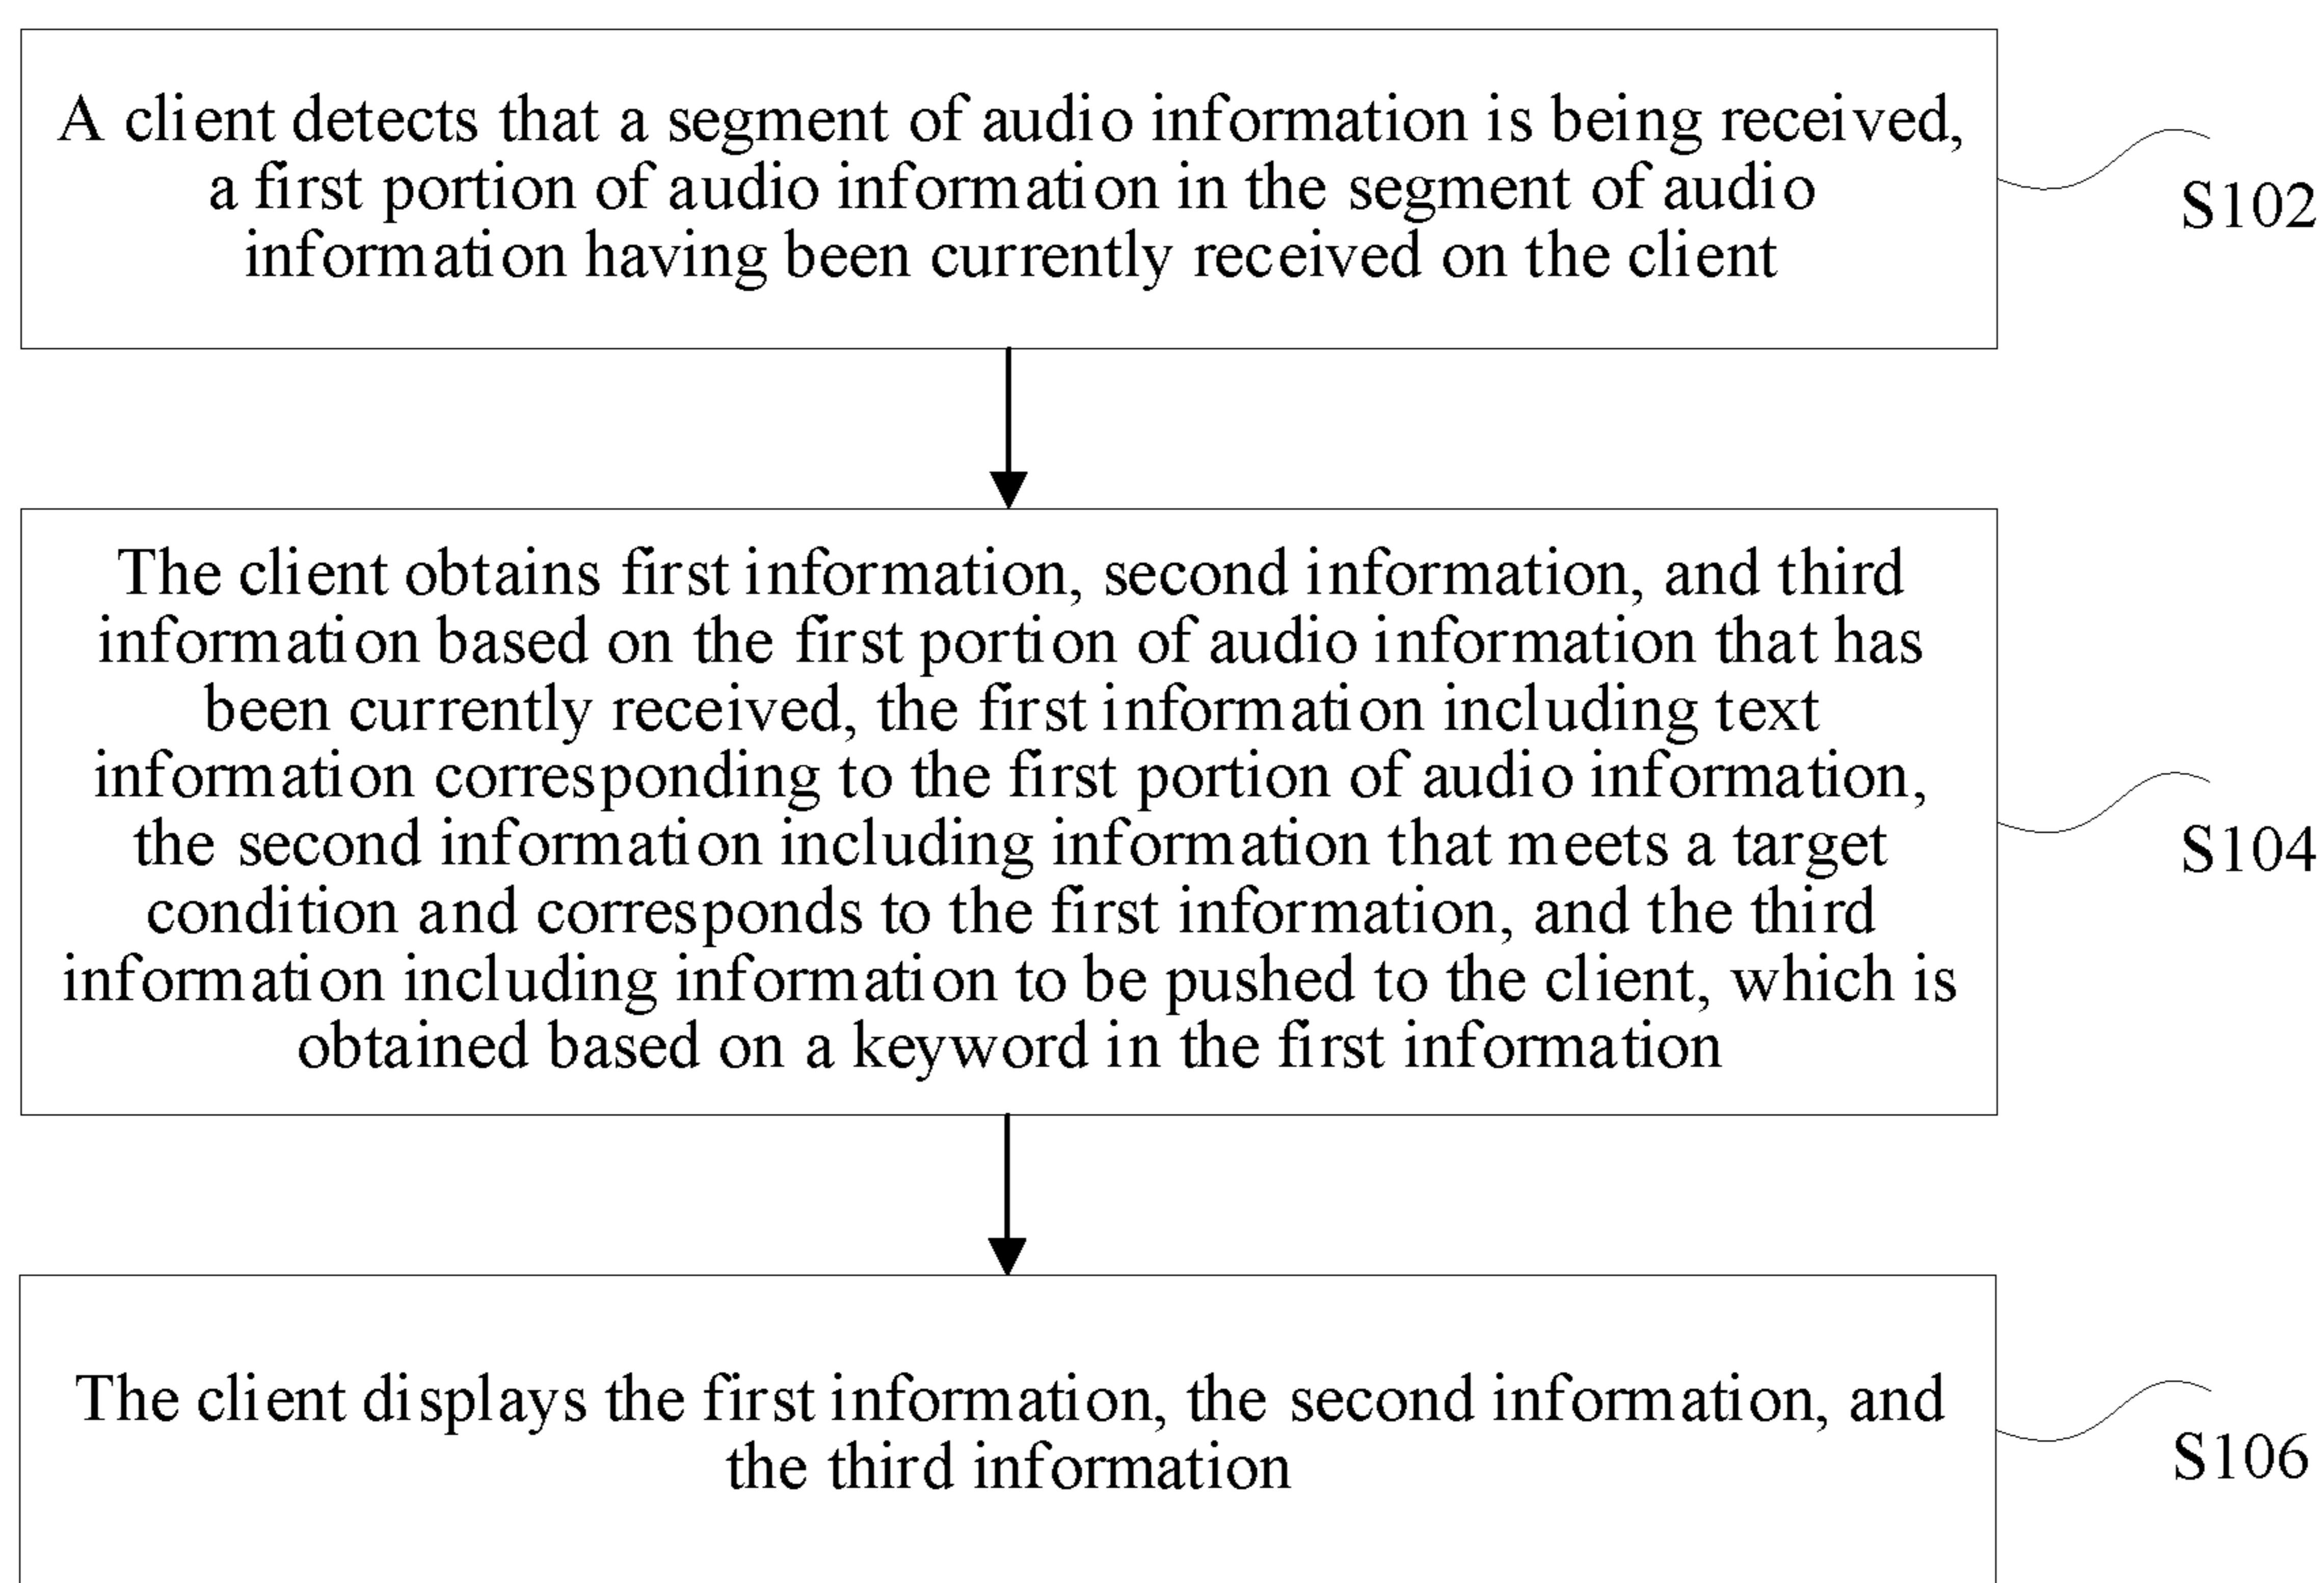 A client detects that a segment of audio information is being received,
a first portion of audio information in the segment of audio
information having been currently received on the client
S102
The client obtains first information, second information, and third
information based on the first portion of audio information that has
been currently received, the first information including text
information corresponding to the first portion of audio information,
the second information including information that meets a target
condition and corresponds to the first information, and the third
information including information to be pushed to the client, which is
obtained based on a keyword in the first information
S104
The client displays the first information, the second information, and
the third information
S106